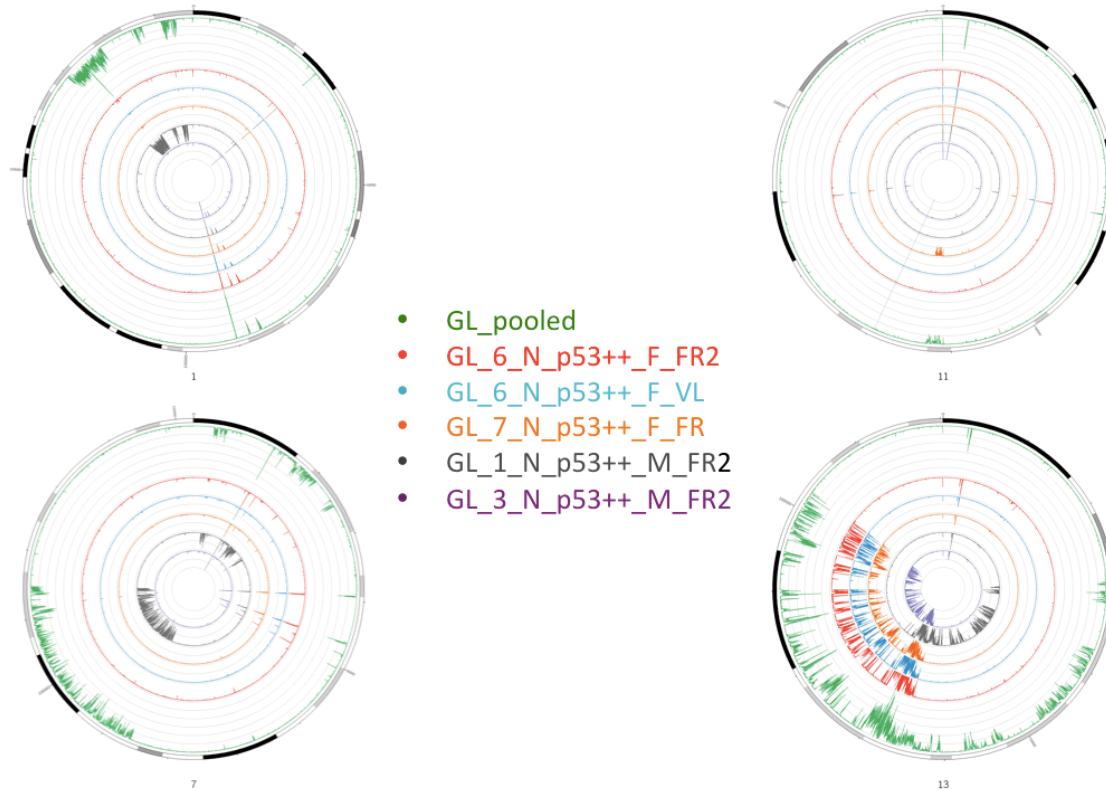 1
11
• GL_pooled
• GL_6_N_p53++_F_FR2
• GL_6_N_p53++_F_VL
• GL_7_N_p53++_F_FR
• GL_1_N_p53++_M_FR2
• GL_3_N_p53++_M_FR2
7
13